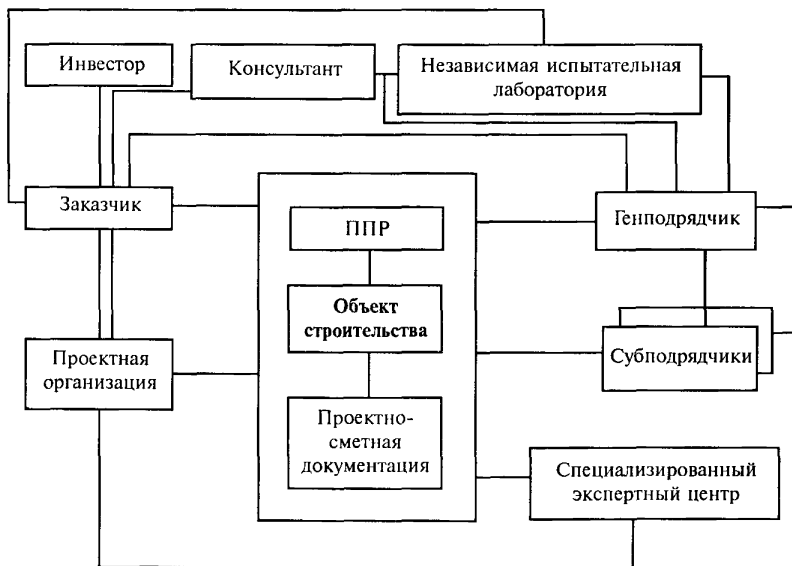 Инвестор
Консультант
Независимая испытательная
лаборатория
Заказчик
ППР
Генподрядчик
Объект
строительства
Проектная
организация
Субподрядчики
Проектно-
сметная
документация
Специализированный
экспертный центр